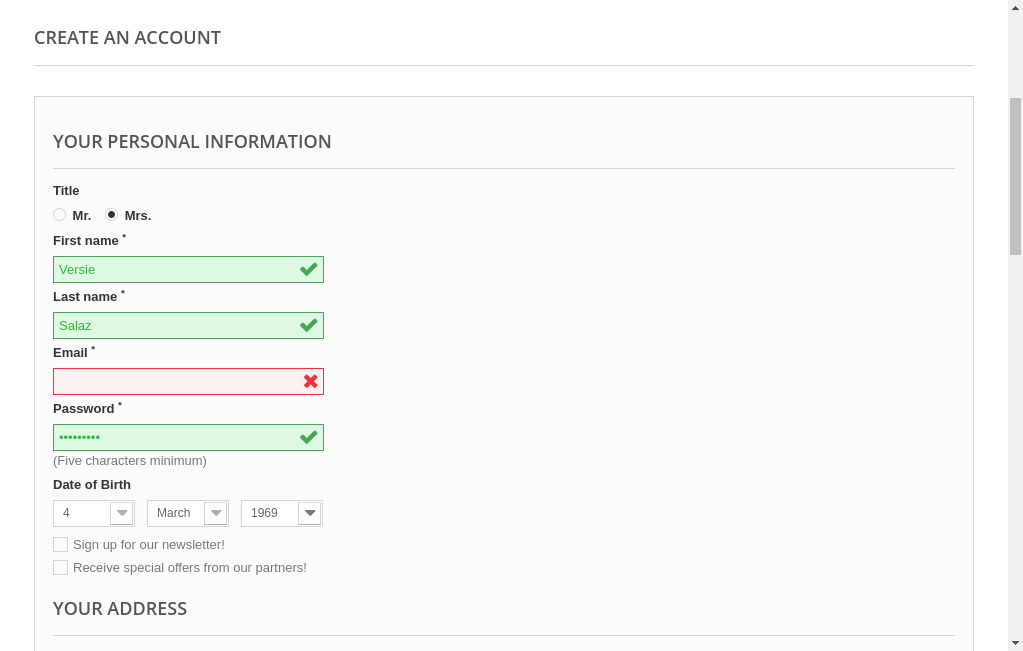 CREATE AN ACCOUNT
YOUR PERSONAL INFORMATION
Title
Mr. Mrs.
First name *
Versie
Last name *
Salaz
Email *
Password *
•••••••••
(Five characters minimum)
Date of Birth
4 March 1969
Sign up for our newsletter!
Receive special offers from our partners!
YOUR ADDRESS